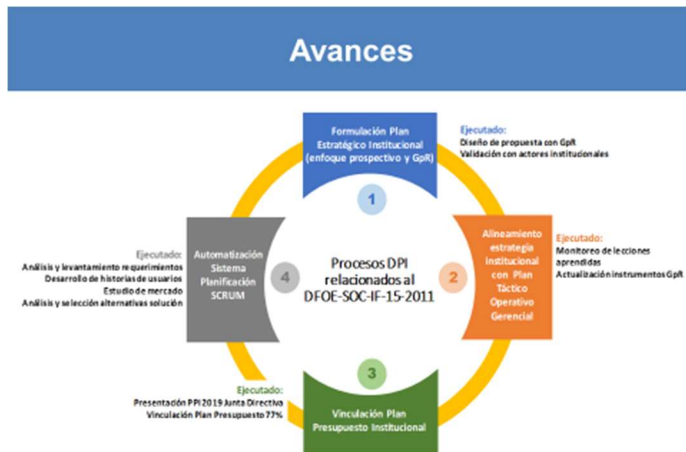 Avances
Formulación Plan
Estratégico Institucional
(enfoque prospectivo y GpR)
1
Ejecutado:
Diseño de propuesta con GpR
Validación con actores institucionales
Alineamiento
estrategia
institucional
con Plan
Táctico
Operativo
Gerencial
2
Ejecutado:
Monitoreo de lecciones
aprendidas
Actualización instrumentos GpR
Procesos DPI
relacionados al
DFOE-SOC-IF-15-2011
3
Vinculación Plan
Presupuesto Institucional
Ejecutado:
Presentación PPI 2019 Junta Directiva
Vinculación Plan Presupuesto 77%
4
Automatización
Sistema
Planificación
SCRUM
Ejecutado:
Análisis y levantamiento requerimientos
Desarrollo de historias de usuarios
Estudio de mercado
Análisis y selección alternativas solución